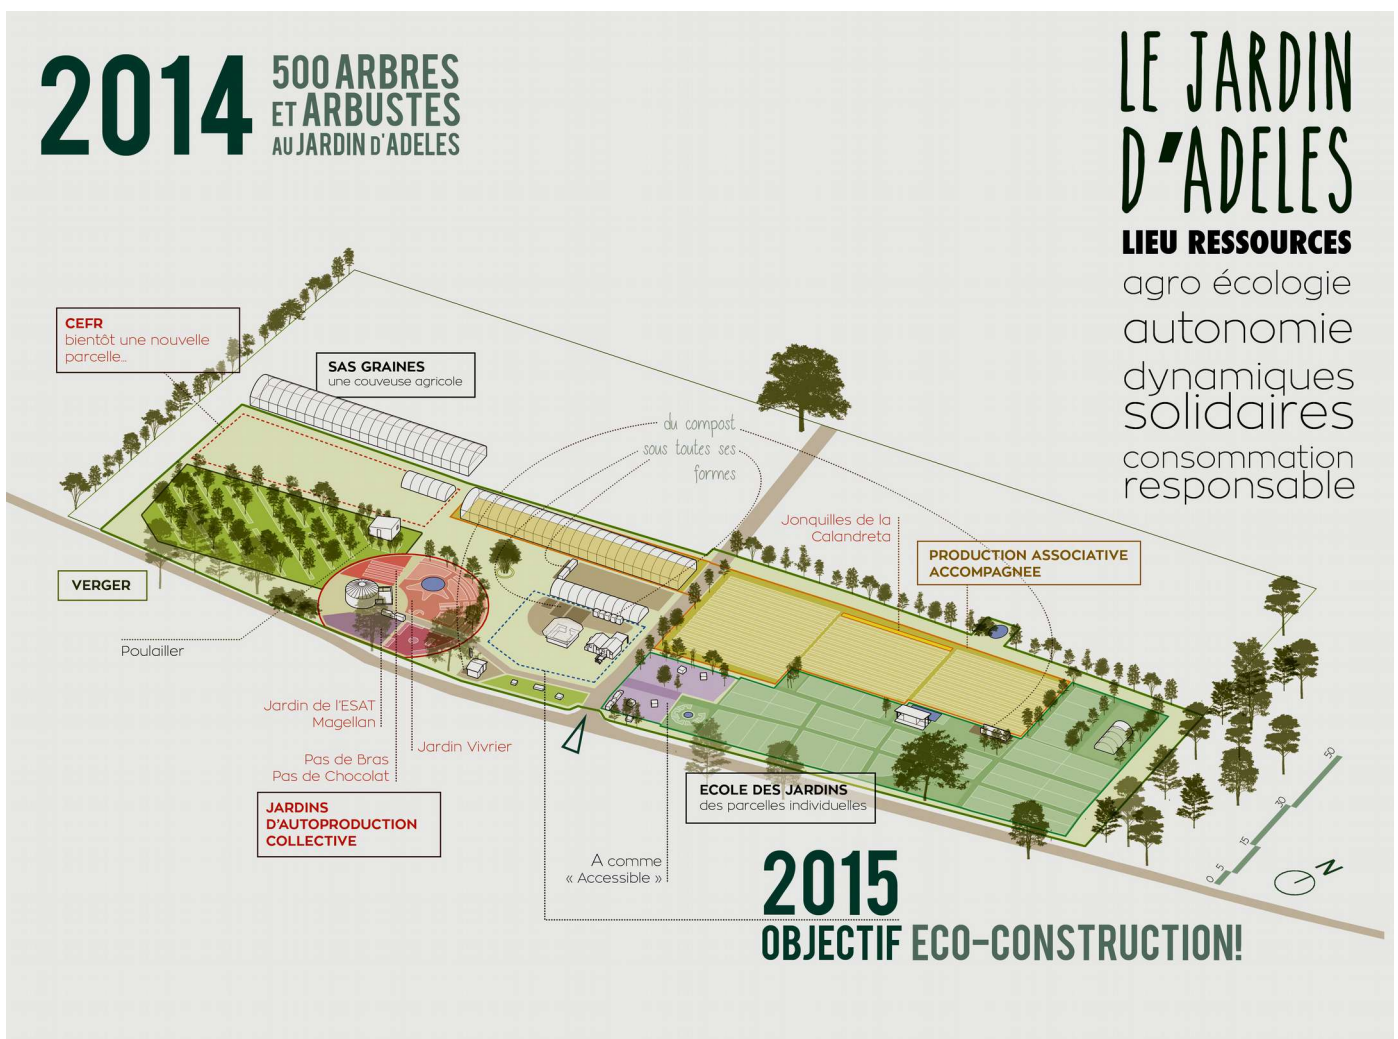 2014
500 ARBRES
ET ARBUSTES
AU JARDIN D'ADELES
LE JARDIN
D'ADELES
LIEU RESSOURCES
agro écologie
autonomie
dynamiques
solidaires
consommation
responsable
CEFR
bientôt une nouvelle
parcelle...
SAS GRAINES
une couveuse agricole
du compost
sous toutes ses
formes
Jonquilles de la
Calandreta
PRODUCTION ASSOCIATIVE
ACCOMPAGNEE
VERGER
Poulailler
Jardin de l'ESAT
Magellan
Jardin Vivrier
Pas de Bras
Pas de Chocolat
JARDINS
D'AUTOPRODUCTION
COLLECTIVE
ECOLE DES JARDINS
des parcelles individuelles
A comme
« Accessible »
2015
OBJECTIF ECO-CONSTRUCTION!
0 5 15 30 50
N